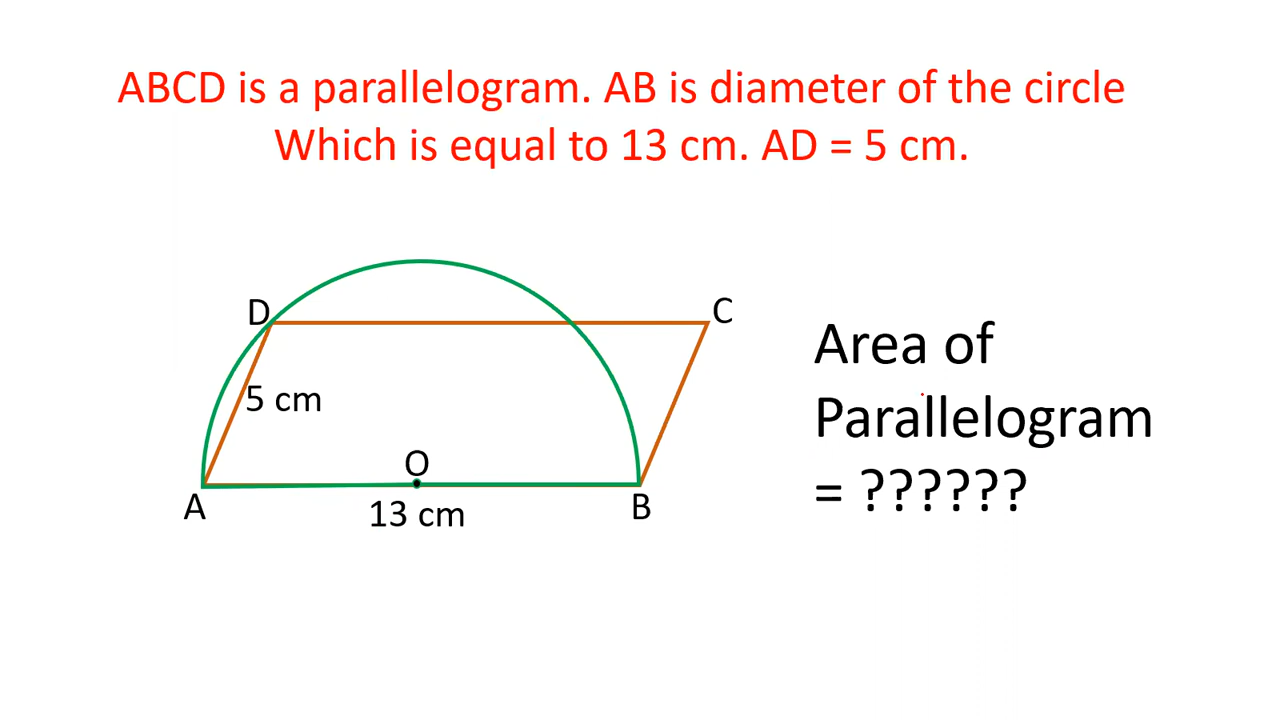 ABCD is a parallelogram. AB is diameter of the circle
Which is equal to 13 cm. AD = 5 cm.
D
C
5 cm
Area of
Parallelogram
= ??????
O
A
13 cm
B